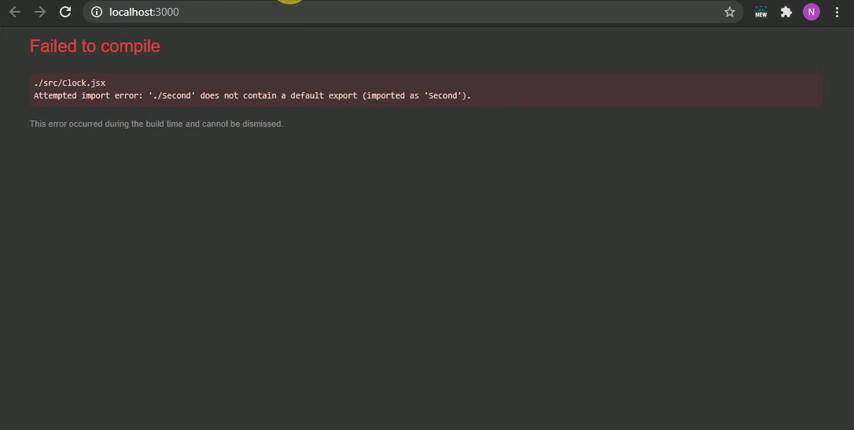 localhost:3000
NEW
N
Failed to compile
./src/Clock.jsx
Attempted import error: './Second' does not contain a default export (imported as 'Second').
This error occurred during the build time and cannot be dismissed.